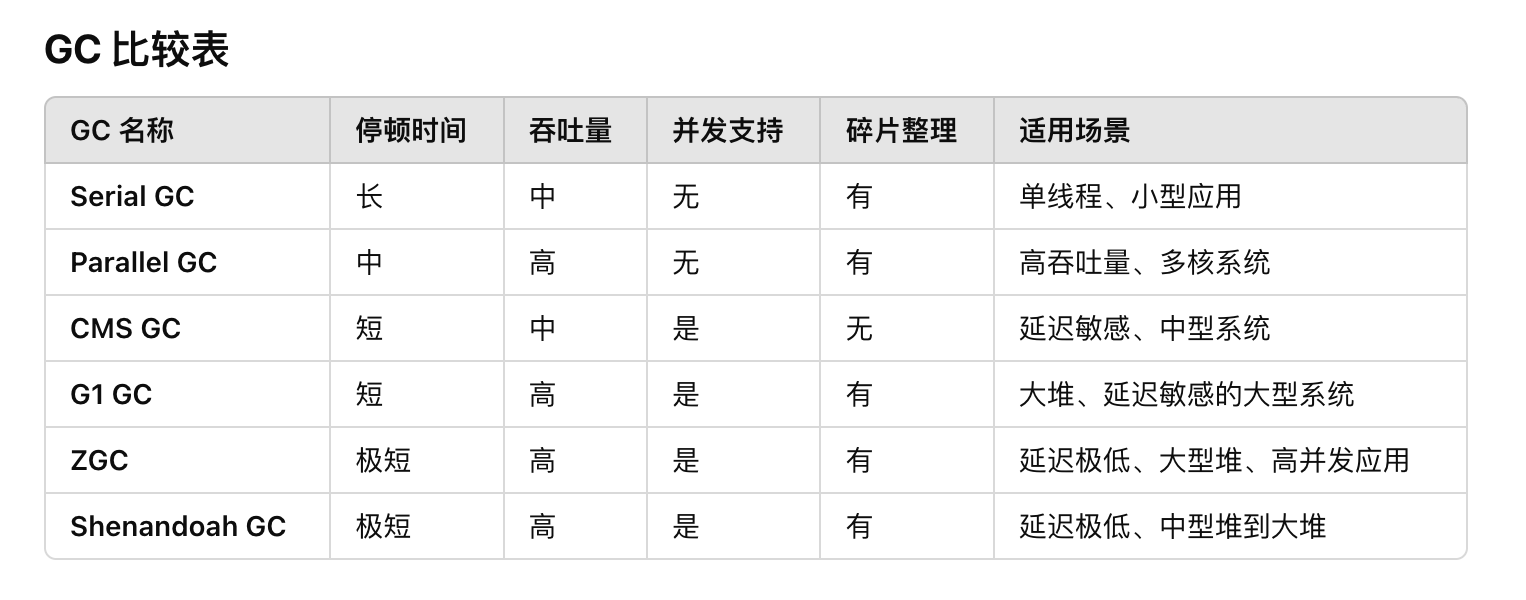 GC 比较表
GC 名称 停顿时间 吞吐量 并发支持 碎片整理 适用场景
Serial GC 长 中 无 有 单线程、小型应用
Parallel GC 中 高 无 有 高吞吐量、多核系统
CMS GC 短 中 是 无 延迟敏感、中型系统
G1 GC 短 高 是 有 大堆、延迟敏感的大型系统
ZGC 极短 高 是 有 延迟极低、大型堆、高并发应用
Shenandoah GC 极短 高 是 有 延迟极低、中型堆到大堆